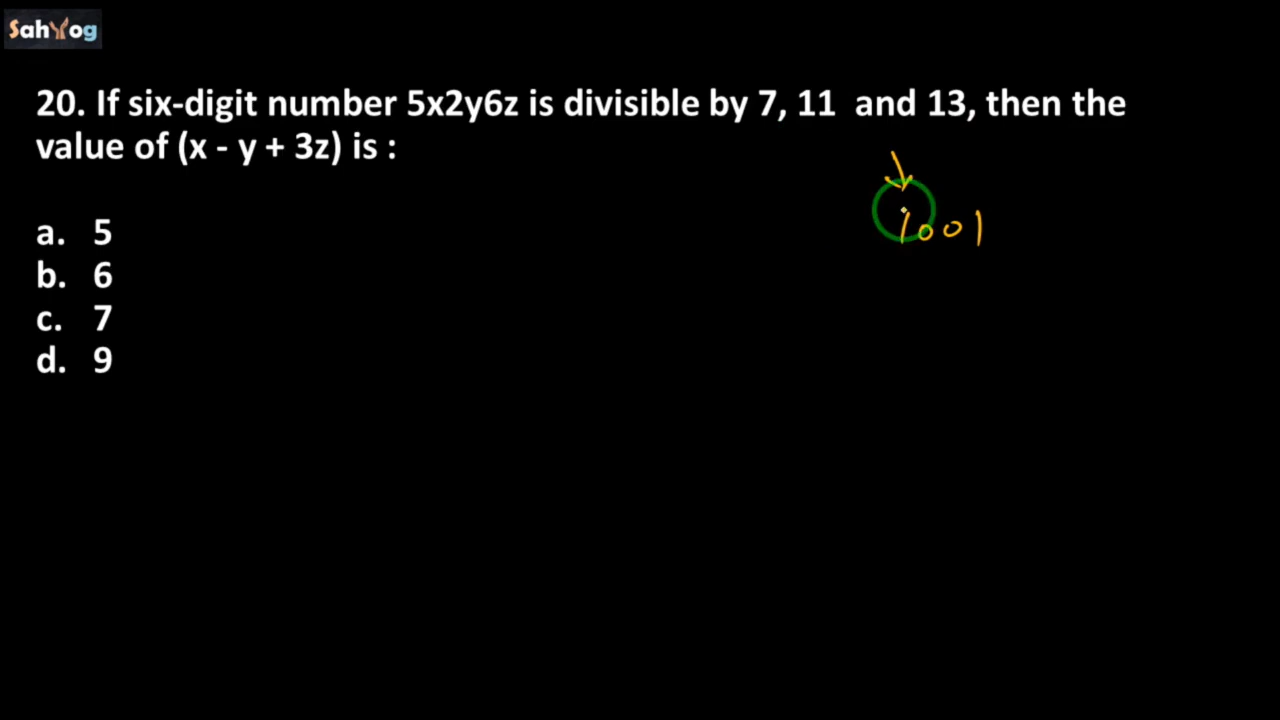 SahYog
20. If six-digit number 5x2y6z is divisible by 7, 11 and 13, then the
value of (x - y + 3z) is :
1001
a. 5
b. 6
c. 7
d. 9